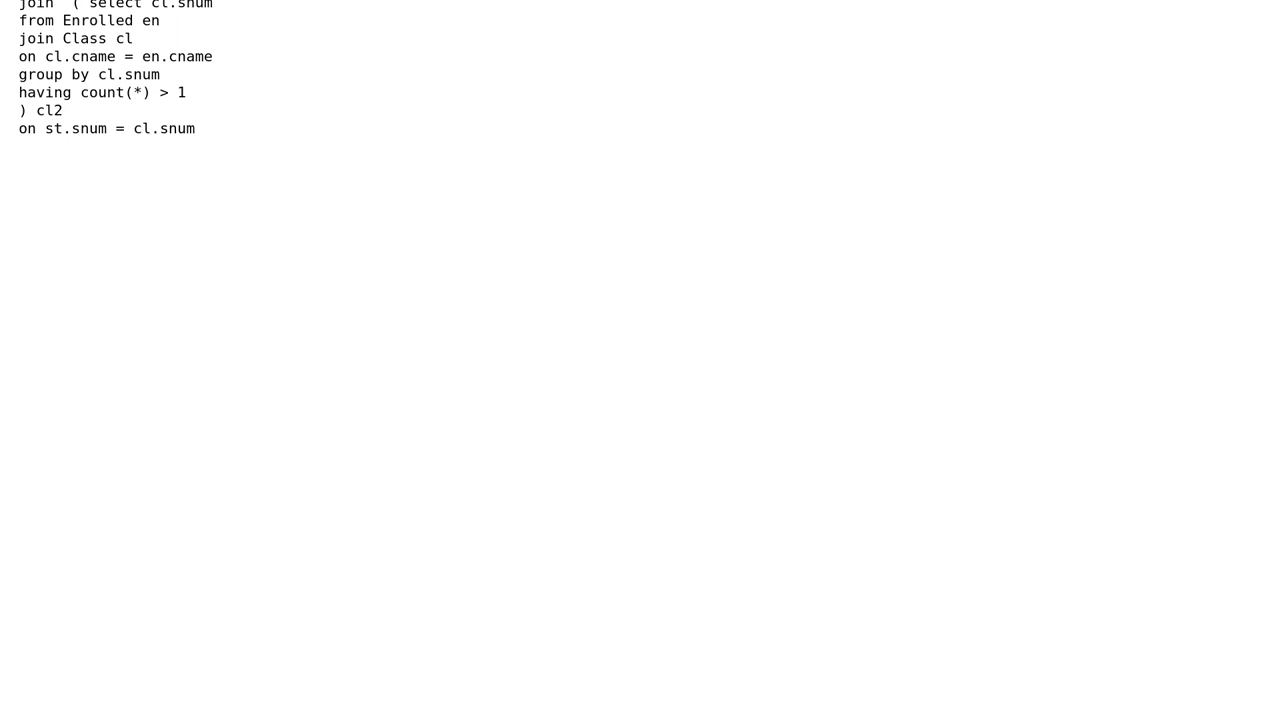 join  ( select cl.snum
from Enrolled en
join Class cl
on cl.cname = en.cname
group by cl.snum
having count(*) > 1
) cl2
on st.snum = cl.snum